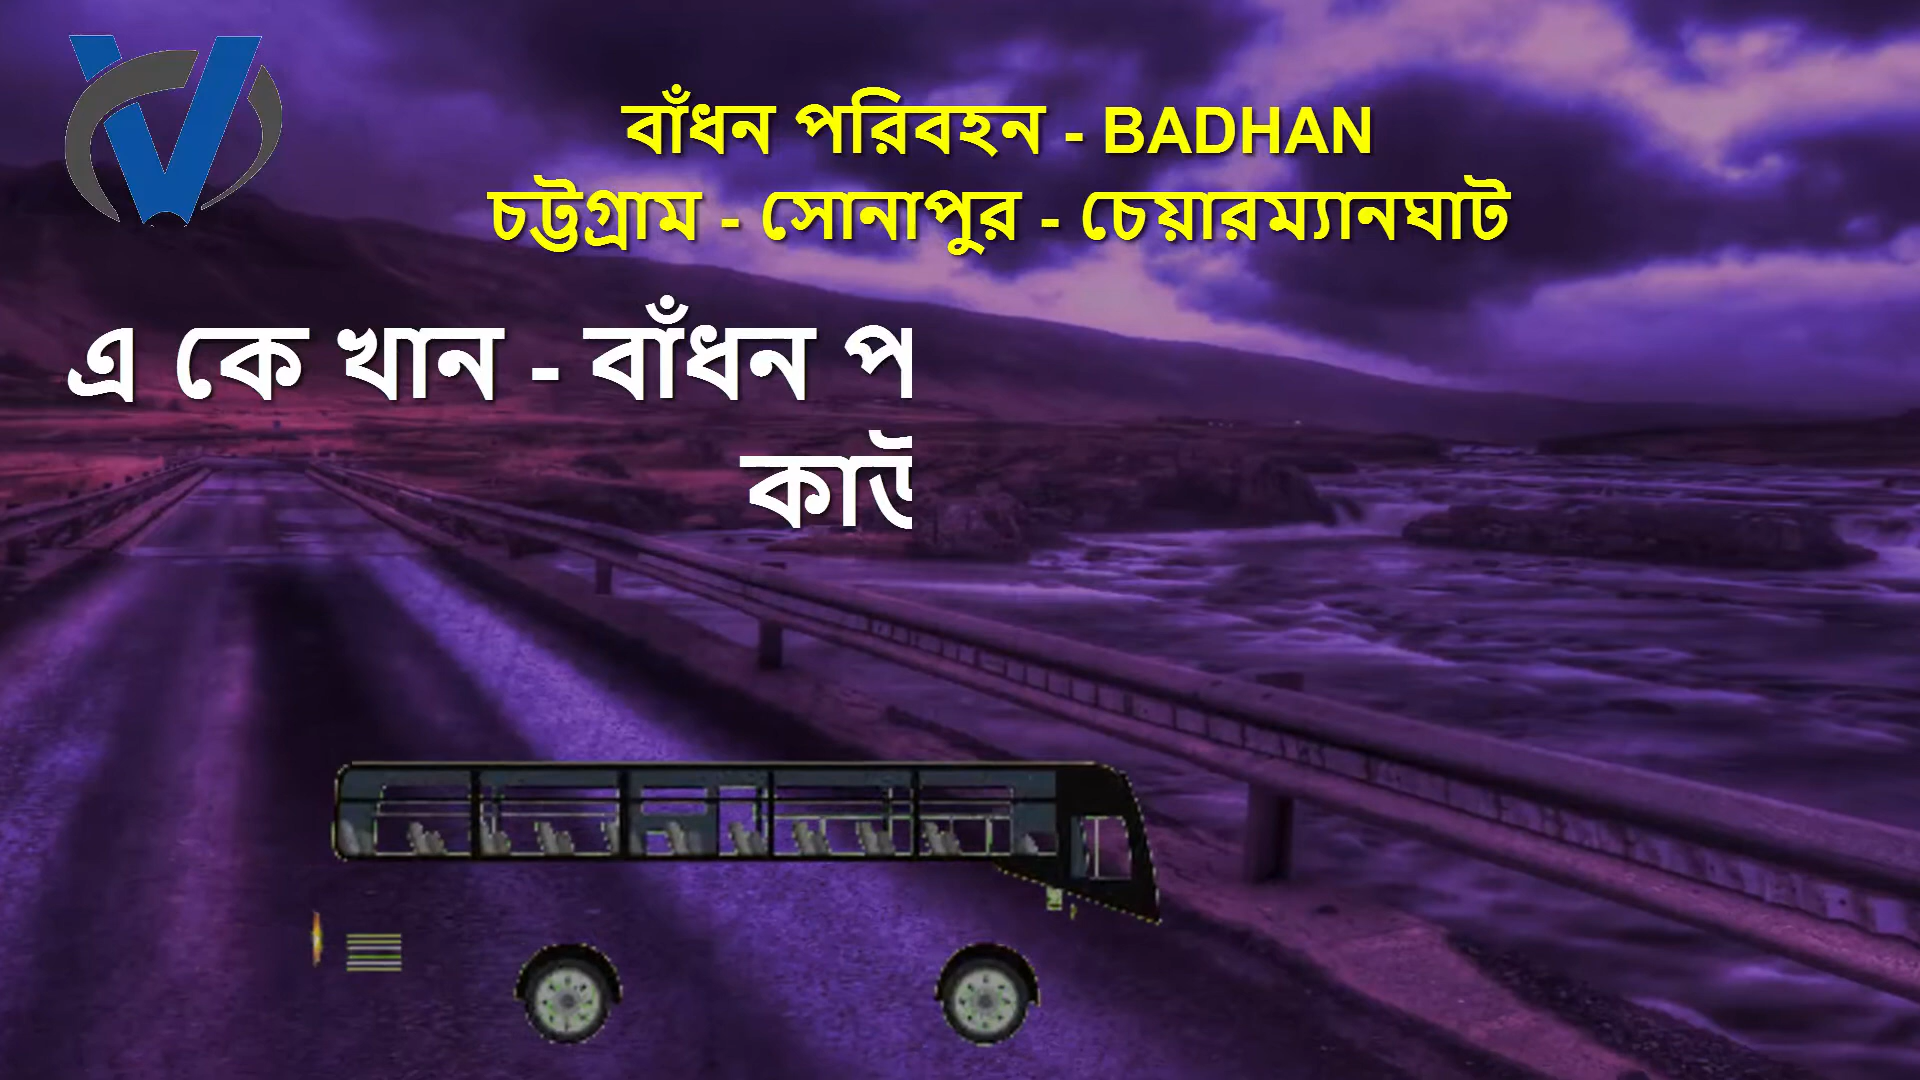 বাঁধন পরিবহন - BADHAN
চট্টগ্রাম - সোনাপুর - চেয়ারম্যানঘাট
এ কে খান - বাঁধন